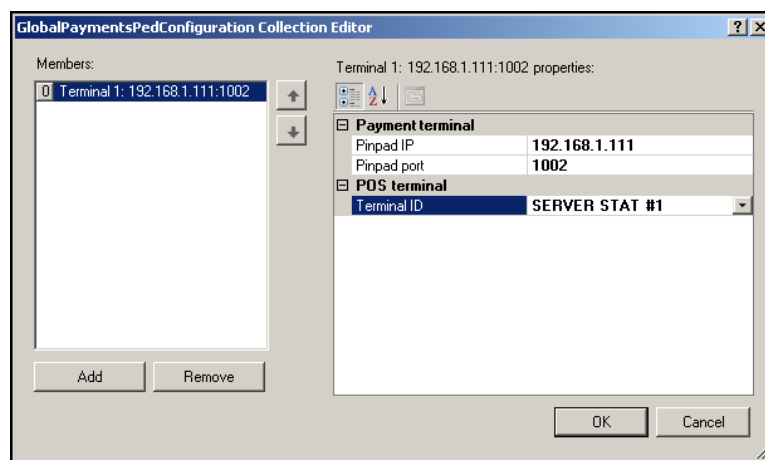 GlobalPaymentsPedConfiguration Collection Editor
Members:
0 Terminal 1: 192.168.1.111:1002
Add Remove
Terminal 1: 192.168.1.111:1002 properties:
Payment terminal
Pinpad IP 192.168.1.111
Pinpad port 1002
POS terminal
Terminal ID SERVER STAT #1
OK Cancel